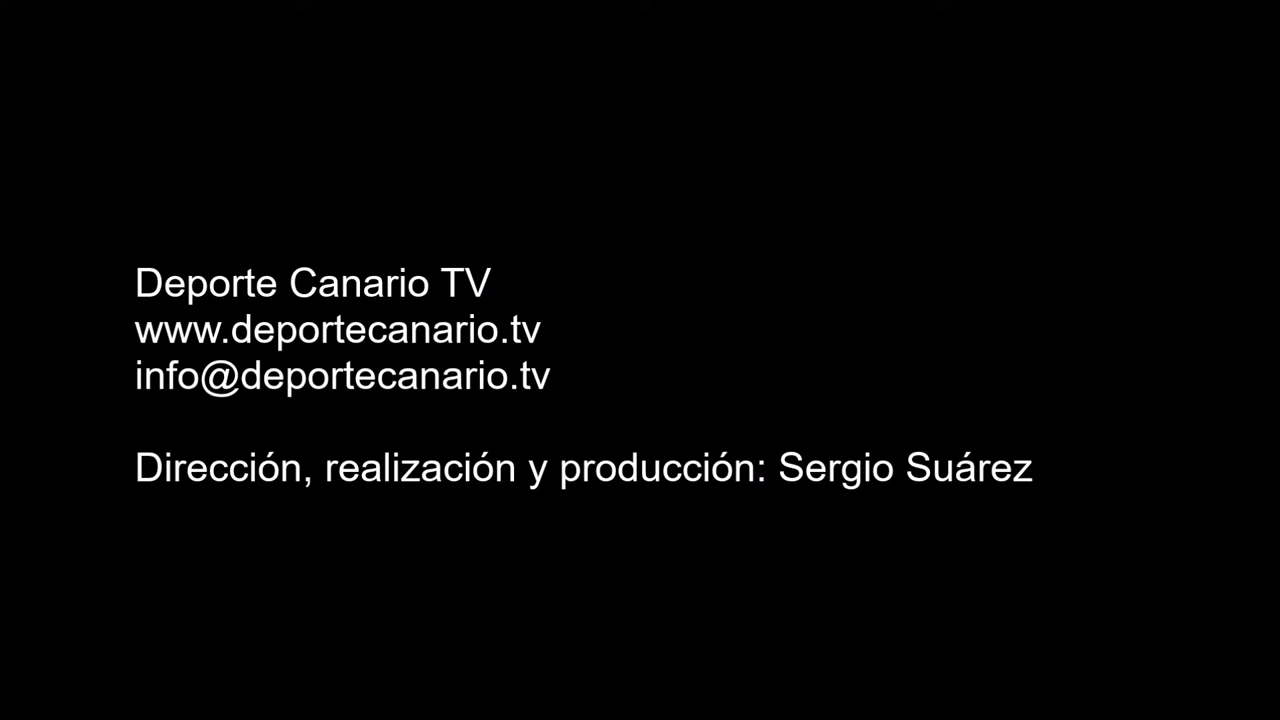 Deporte Canario TV
www.deportecanario.tv
info@deportecanario.tv
Dirección, realización y producción: Sergio Suárez